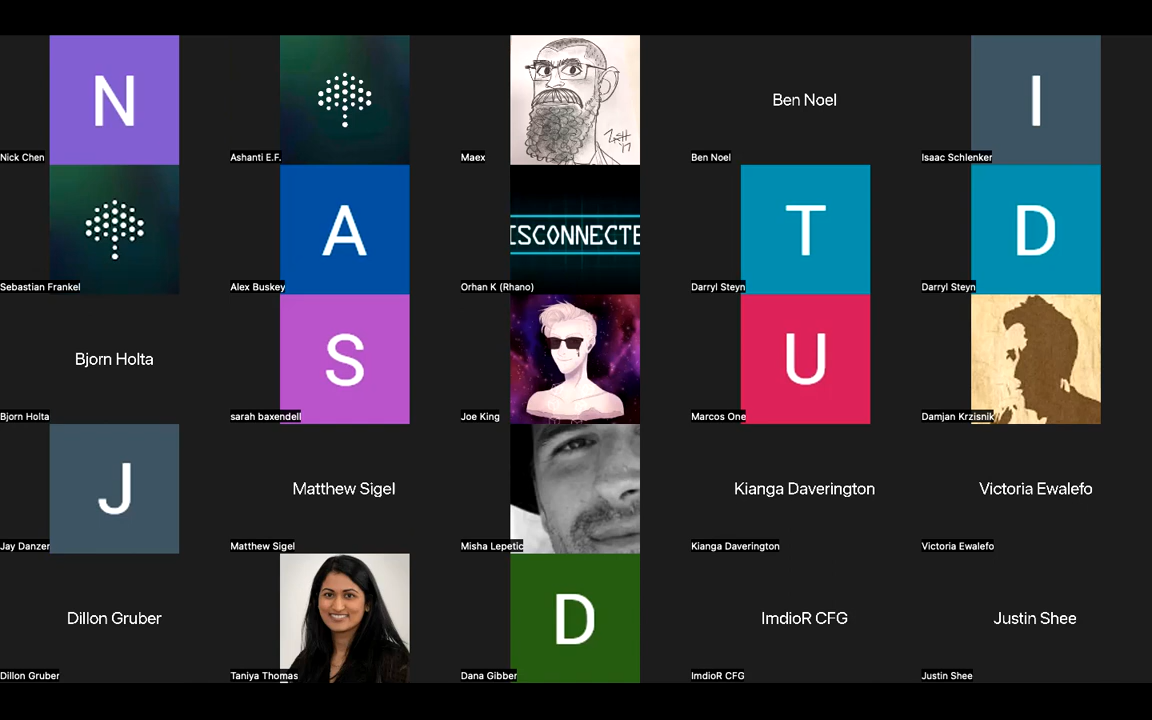 N
Nick Chen
Ashanti E.F.
Maex
Ben Noel
Ben Noel
I
Isaac Schlenker
Sebastian Frankel
A
Alex Buskey
ISCONNECTE
Orhan K (Rhano)
T
Darryl Steyn
D
Darryl Steyn
Bjorn Holta
Bjorn Holta
S
sarah baxendell
Joe King
U
Marcos One
Damjan Krzisnik
J
Jay Danzer
Matthew Sigel
Matthew Sigel
Misha Lepetic
Kianga Daverington
Kianga Daverington
Victoria Ewalefo
Victoria Ewalefo
Dillon Gruber
Dillon Gruber
Taniya Thomas
D
Dana Gibber
ImdioR CFG
ImdioR CFG
Justin Shee
Justin Shee